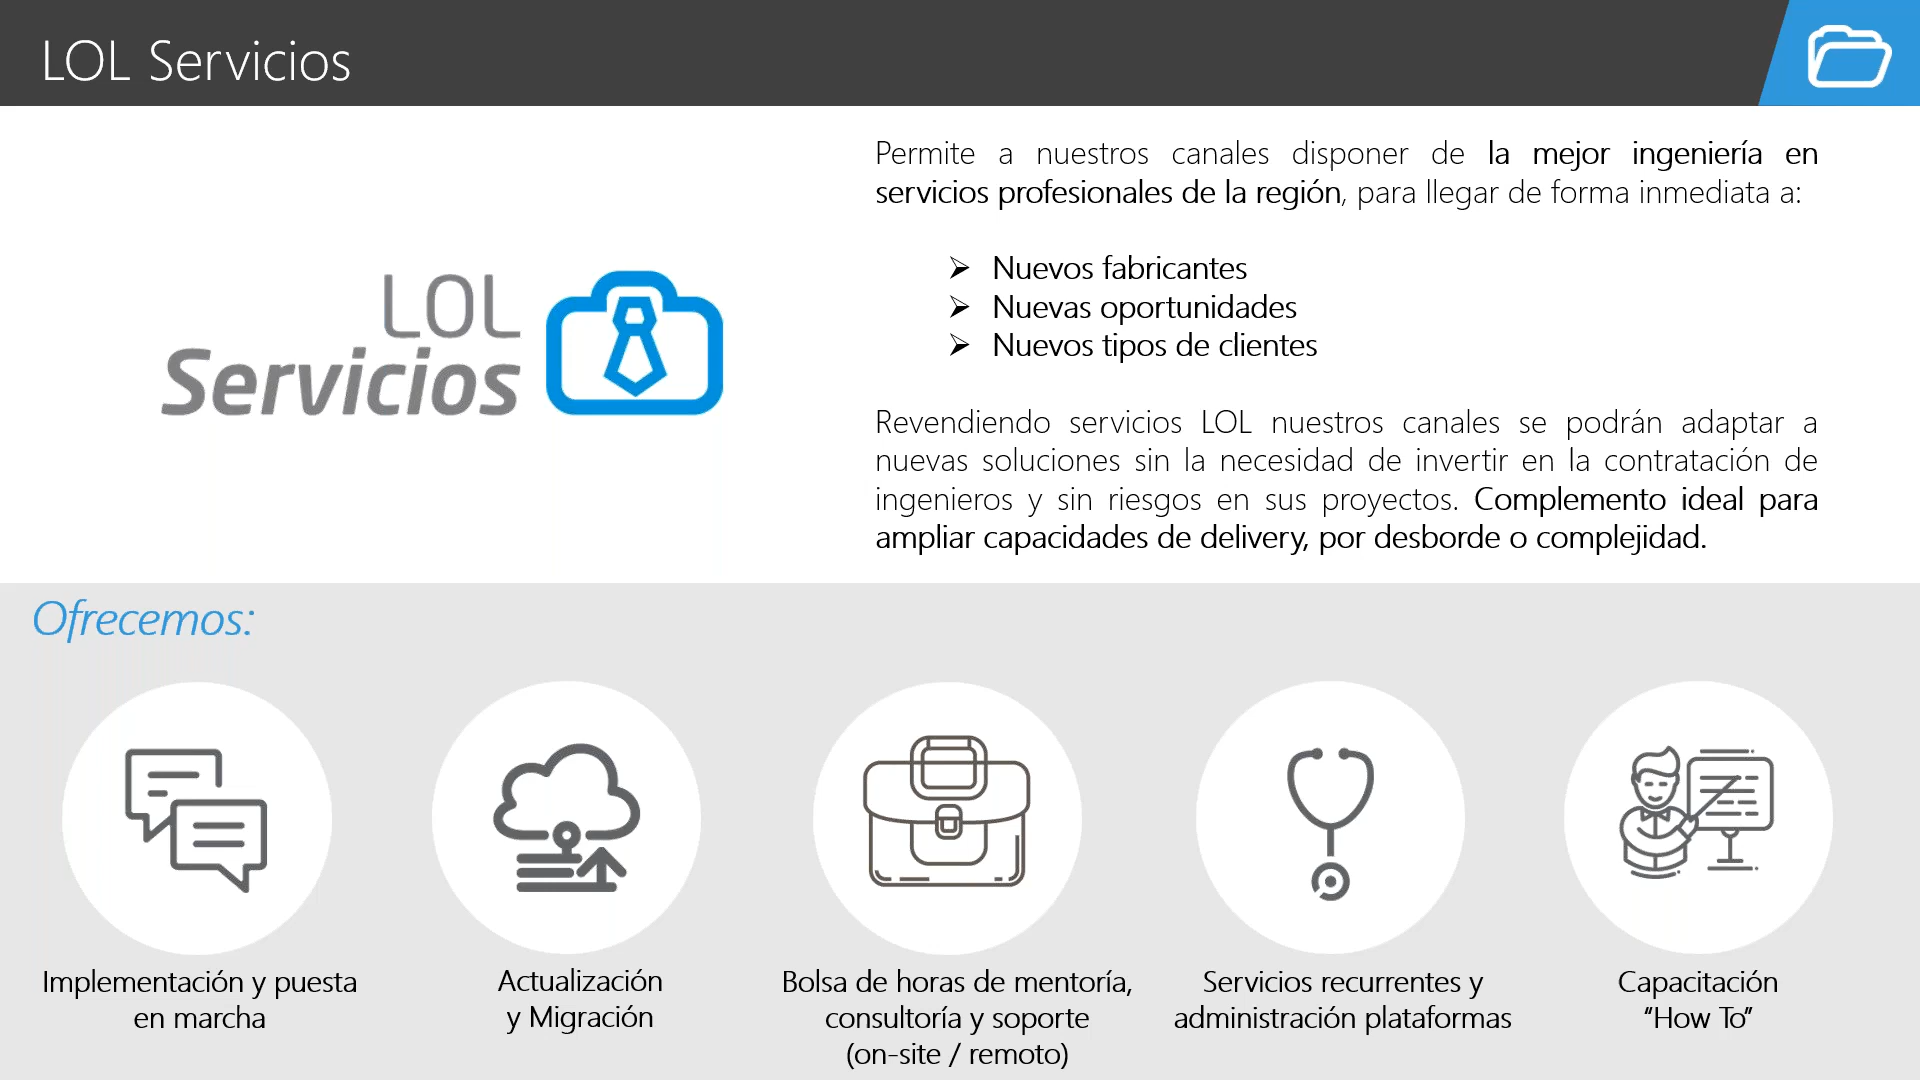 LOL Servicios
Permite a nuestros canales disponer de la mejor ingeniería en
servicios profesionales de la región, para llegar de forma inmediata a:
➢ Nuevos fabricantes
➢ Nuevas oportunidades
➢ Nuevos tipos de clientes
LOL
Servicios
Revendiendo servicios LOL nuestros canales se podrán adaptar a
nuevas soluciones sin la necesidad de invertir en la contratación de
ingenieros y sin riesgos en sus proyectos. Complemento ideal para
ampliar capacidades de delivery, por desborde o complejidad.
Ofrecemos:
Implementación y puesta
en marcha
Actualización
y Migración
Bolsa de horas de mentoría,
consultoría y soporte
(on-site / remoto)
Servicios recurrentes y
administración plataformas
Capacitación
“How To”